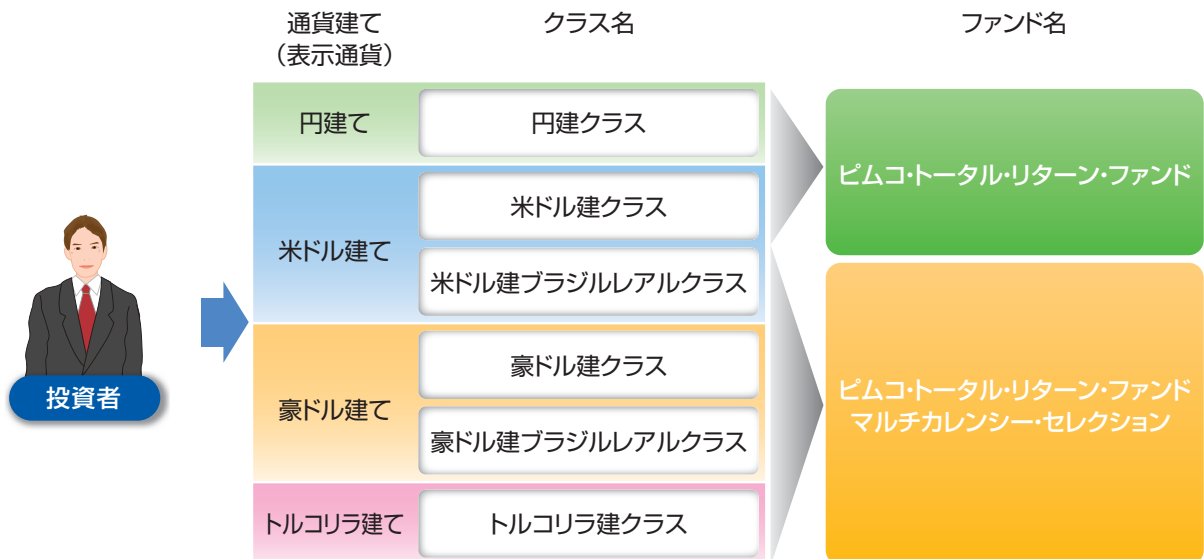 通貨建て
（表示通貨）
クラス名
ファンド名
円建て
円建クラス
米ドル建て
米ドル建クラス
米ドル建ブラジルレアルクラス
豪ドル建て
豪ドル建クラス
豪ドル建ブラジルレアルクラス
トルコリラ建て
トルコリラ建クラス
ピムコ・トータル・リターン・ファンド
ピムコ・トータル・リターン・ファンド
マルチカレンシー・セレクション
投資者